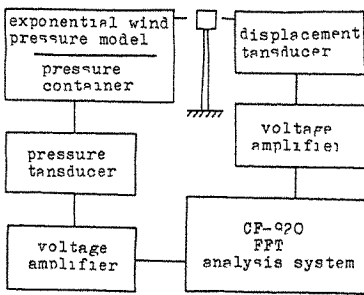 exponential wind
pressure model
pressure
container
displacement
tansducer
pressure
tansducer
voltage
amplifier
voltage
amplifier
CF-920
FFT
analysis system